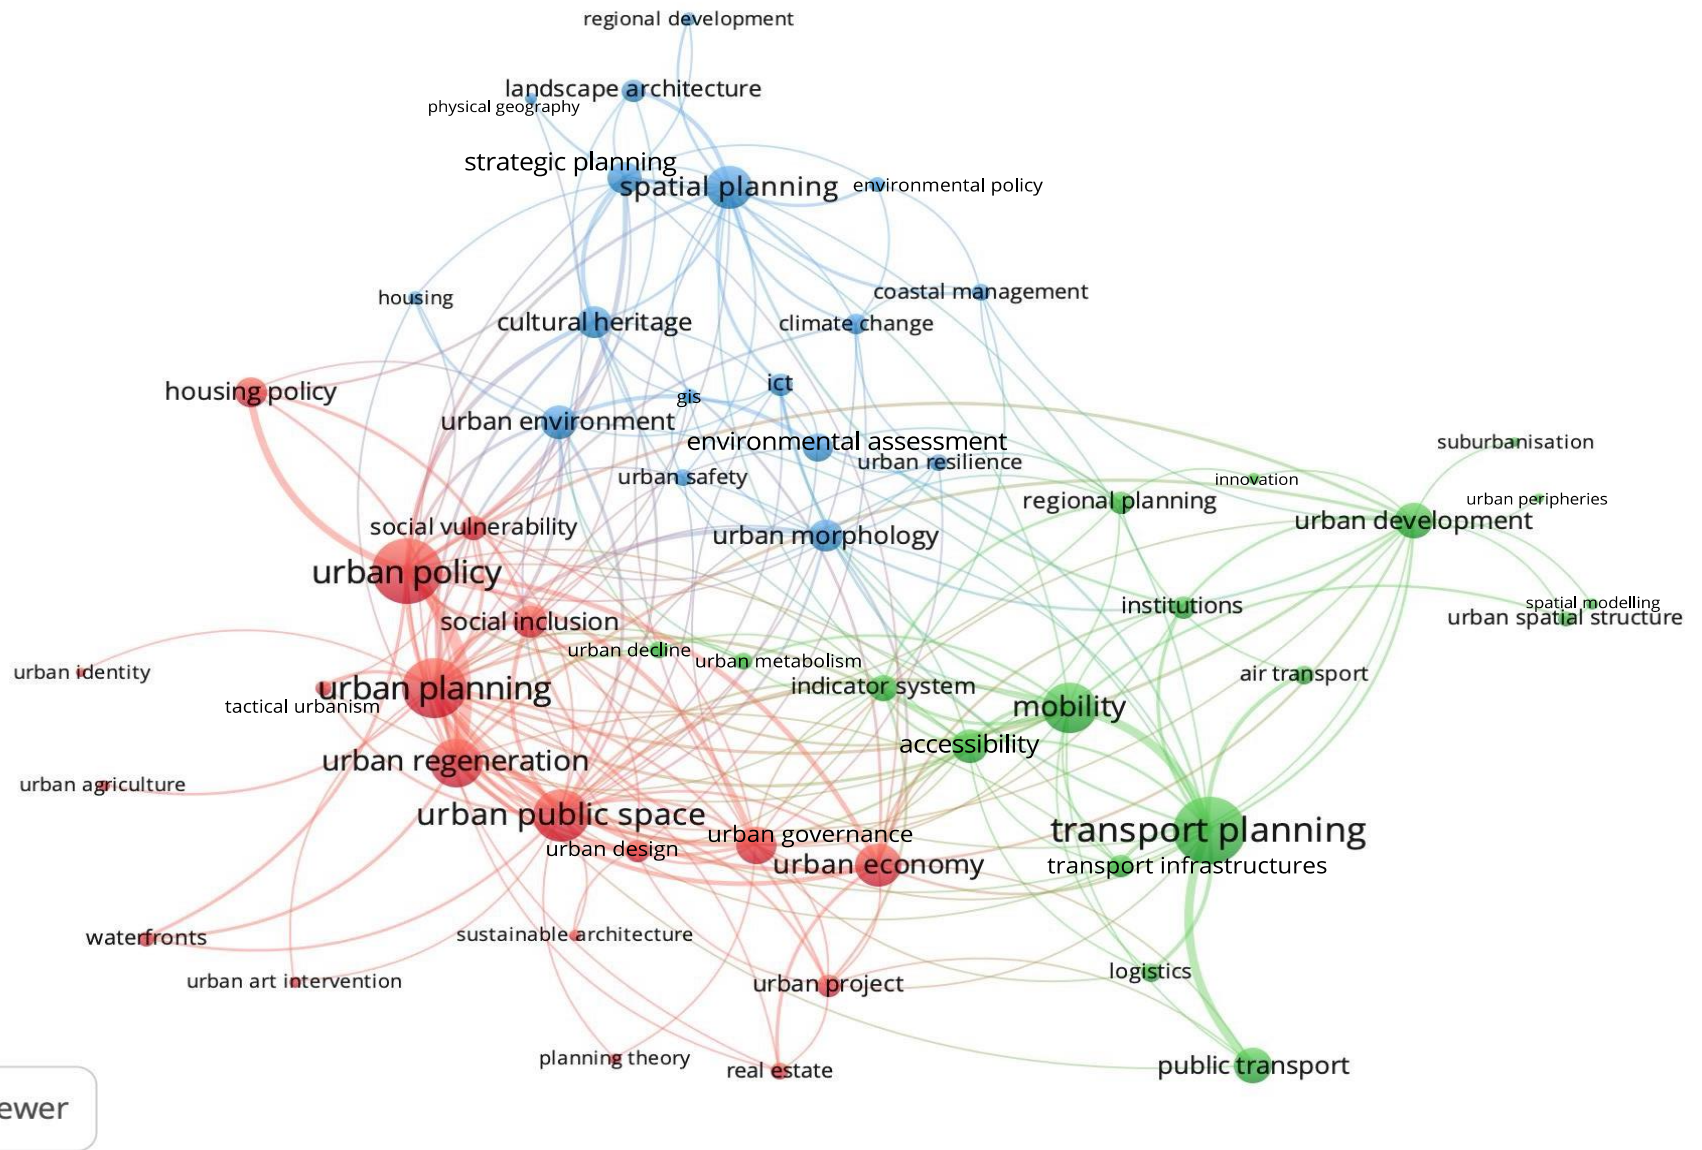 regional development
landscape architecture
physical geography
strategic planning
spatial planning
environmental policy
housing
coastal management
cultural heritage
climate change
housing policy
ict
gis
urban environment
environmental assessment
suburbanisation
urban resilience
urban safety
innovation
regional planning
urban peripheries
social vulnerability
urban development
urban morphology
urban policy
institutions
spatial modelling
urban spatial structure
social inclusion
urban decline
urban metabolism
urban identity
air transport
indicator system
urban planning
tactical urbanism
mobility
accessibility
urban regeneration
urban agriculture
urban public space
transport planning
urban governance
urban design
urban economy
transport infrastructures
waterfronts
sustainable architecture
logistics
urban art intervention
urban project
planning theory
real estate
public transport
ewer